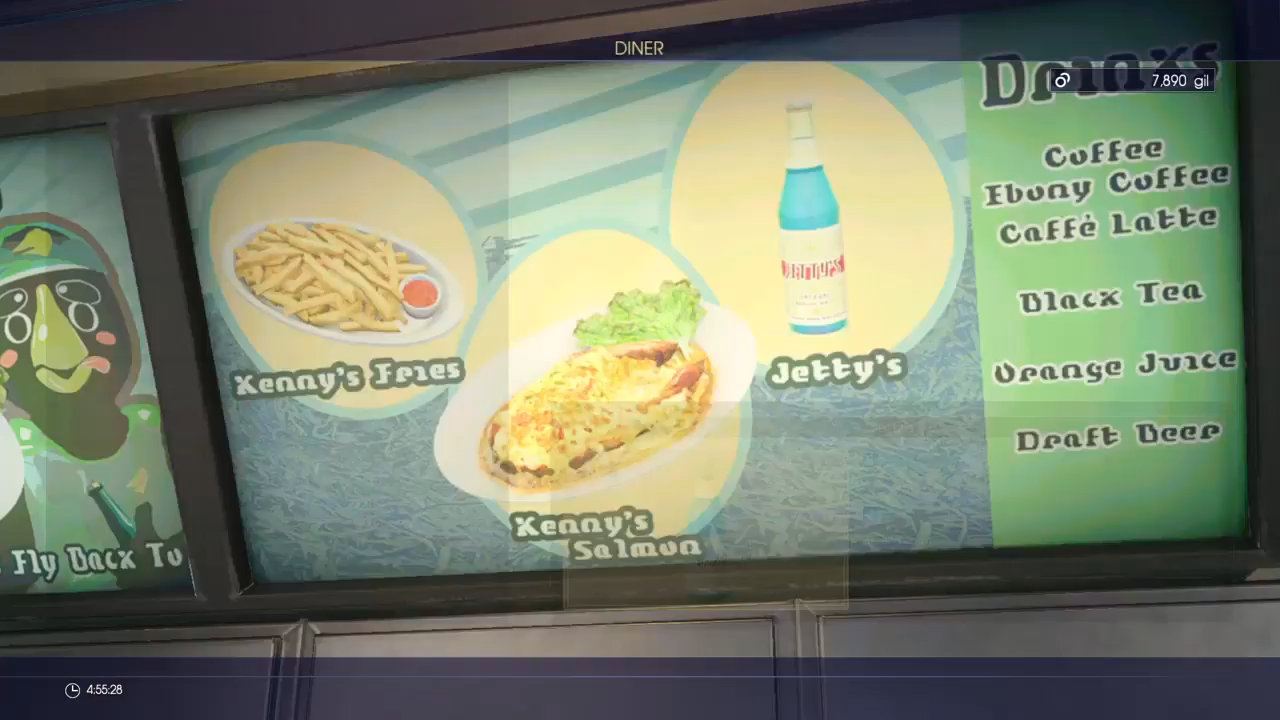 DINER
7,890 gil
Drinks
Coffee
Ebony Coffee
Caffè Latte
Black Tea
Orange Juice
Draft Beer
Kenny's Fries
Jetty's
JETTY'S
Kenny's
Salmon
Fly Back To
4:55:28